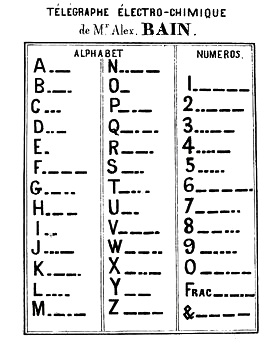 TÉLÉGRAPHE ÉLECTRO-CHIMIQUE
de Mr. Alex. BAIN.
ALPHABET
A
B
C
D
E
F
G
H
I
J
K
L
M
N
O
P
Q
R
S
T
U
V
W
X
Y
Z
NUMEROS.
1
2
3
4
5
6
7
8
9
0
FRAC
&